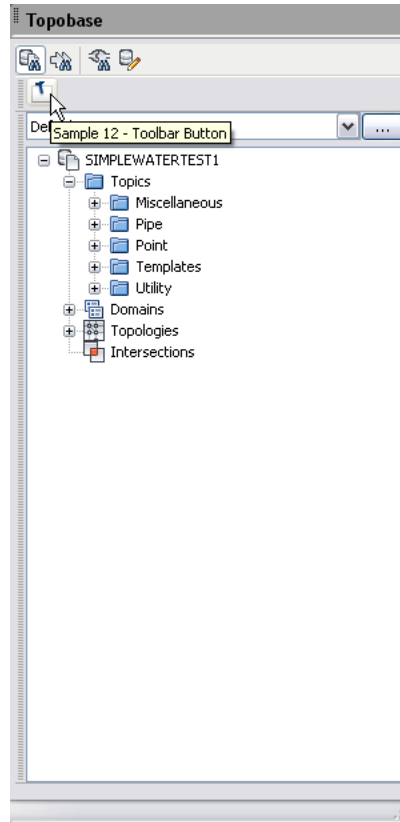 Topobase
Sample 12 - Toolbar Button
...
SIMPLEWATERTEST1
Topics
Miscellaneous
Pipe
Point
Templates
Utility
Domains
Topologies
Intersections